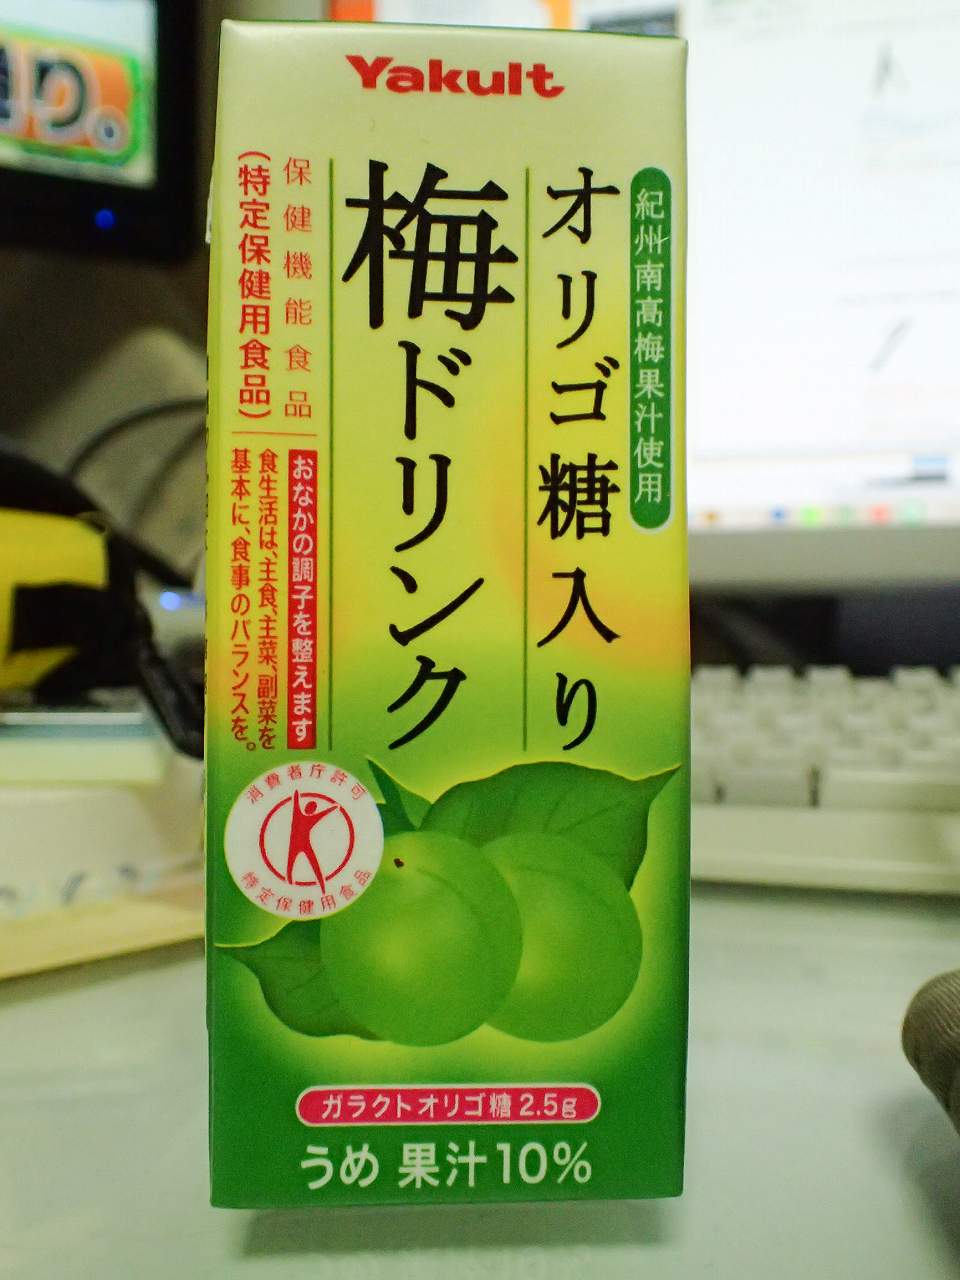 り。
Yakult
紀州南高梅果汁使用
オリゴ糖入り
梅ドリンク
保健機能食品
(特定保健用食品)
おなかの調子を整えます
食生活は、主食、主菜、副菜を
基本に、食事のバランスを。
消費者庁許可
特定保健用食品
ガラクトオリゴ糖 2.5g
うめ 果汁10%